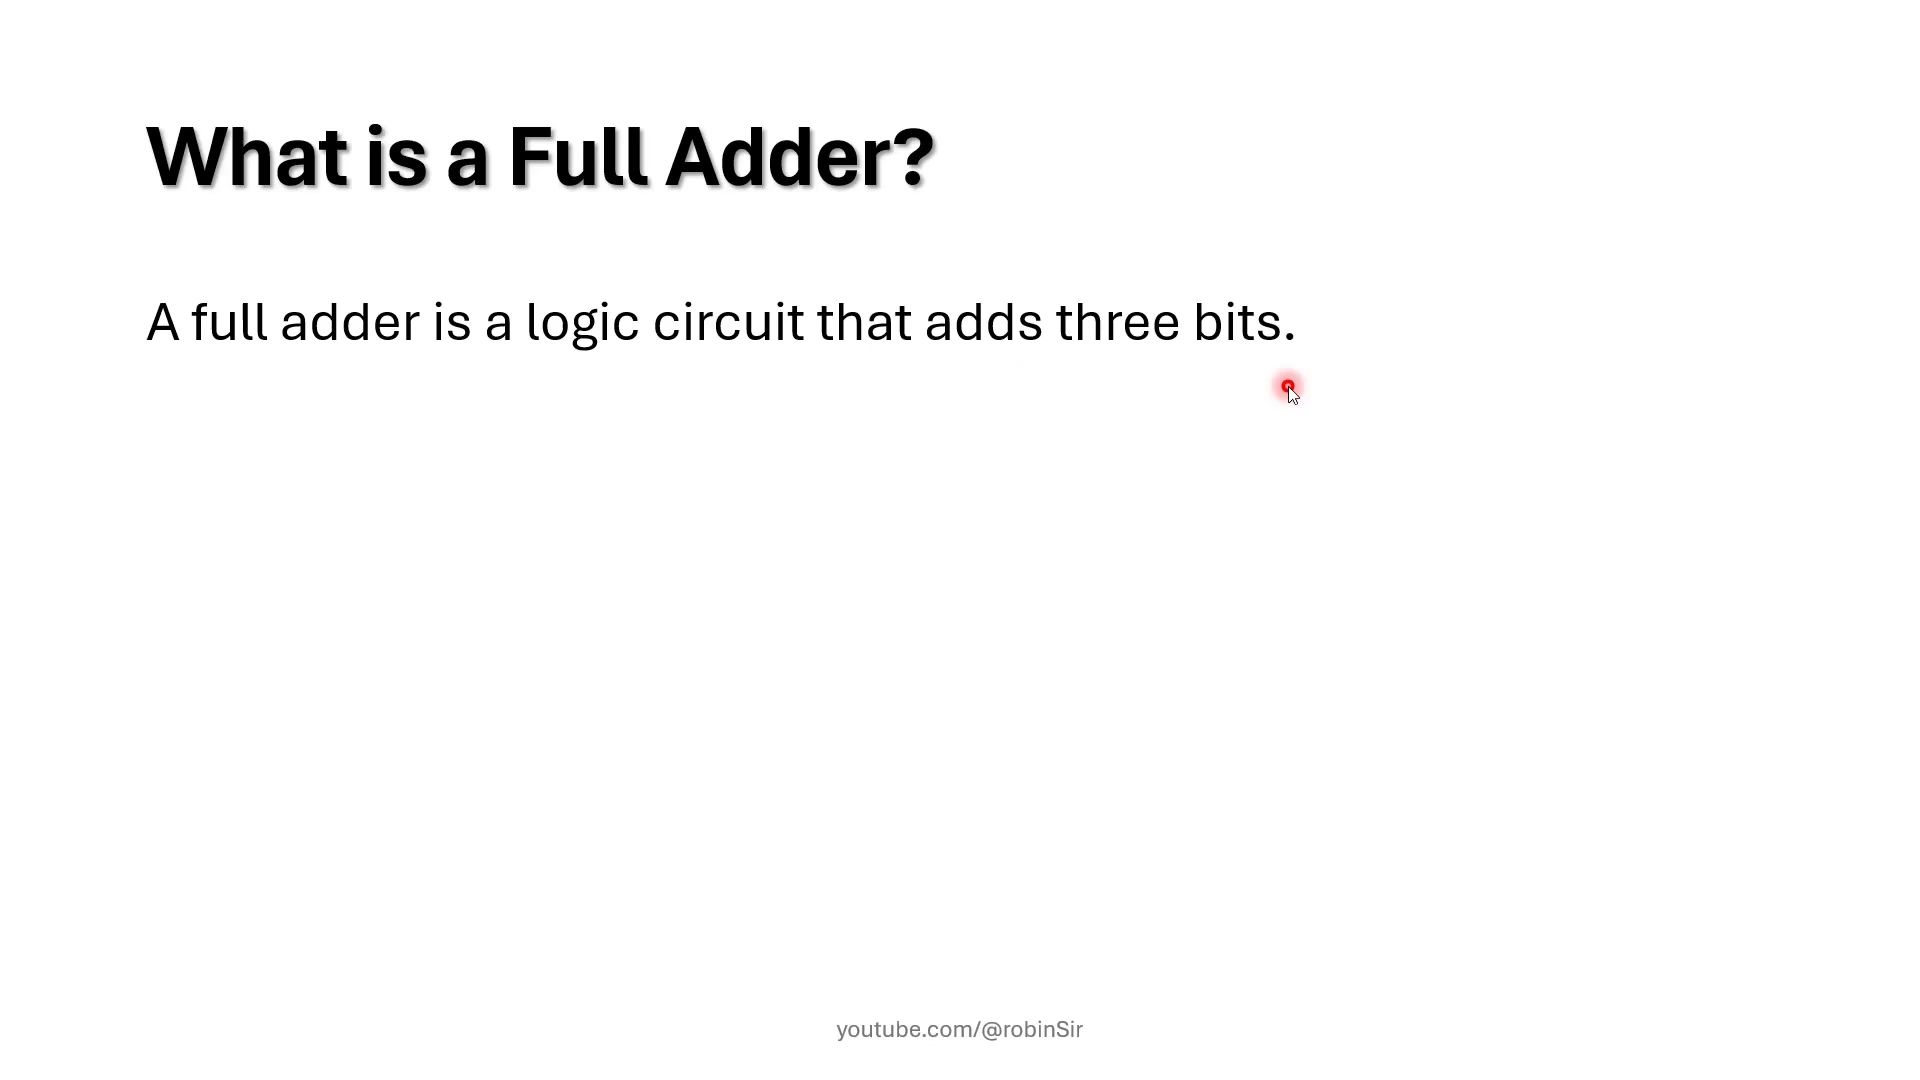 What is a Full Adder?
A full adder is a logic circuit that adds three bits.
youtube.com/@robinSir